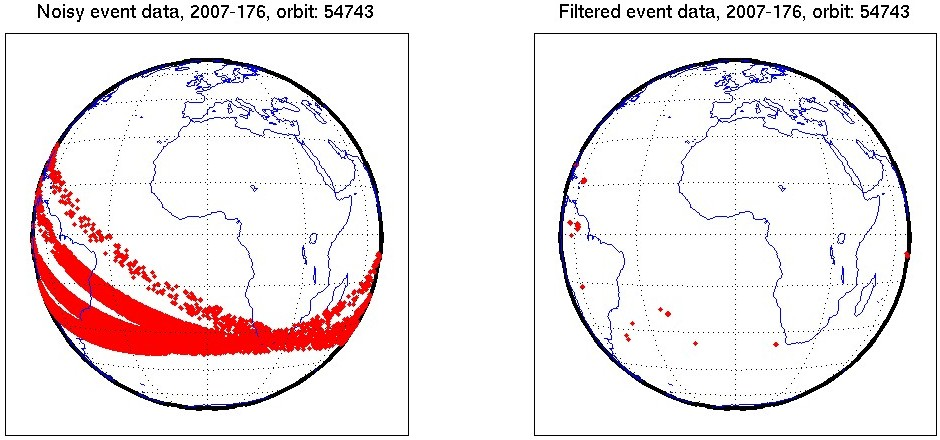 Noisy event data, 2007-176, orbit: 54743
Filtered event data, 2007-176, orbit: 54743